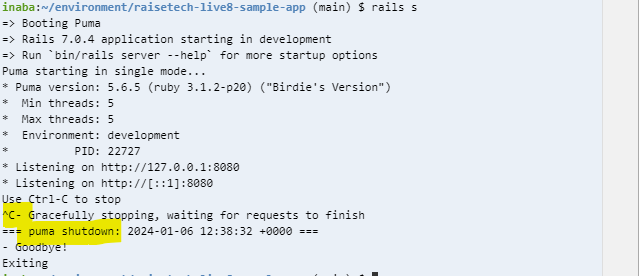 inaba:~/environment/raisetech-live8-sample-app (main) $ rails s
=> Booting Puma
=> Rails 7.0.4 application starting in development
=> Run `bin/rails server --help` for more startup options
Puma starting in single mode...
* Puma version: 5.6.5 (ruby 3.1.2-p20) ("Birdie's Version")
*  Min threads: 5
*  Max threads: 5
*  Environment: development
*          PID: 22727
* Listening on http://127.0.0.1:8080
* Listening on http://[::1]:8080
Use Ctrl-C to stop
^C- Gracefully stopping, waiting for requests to finish
=== puma shutdown: 2024-01-06 12:38:32 +0000 ===
- Goodbye!
Exiting